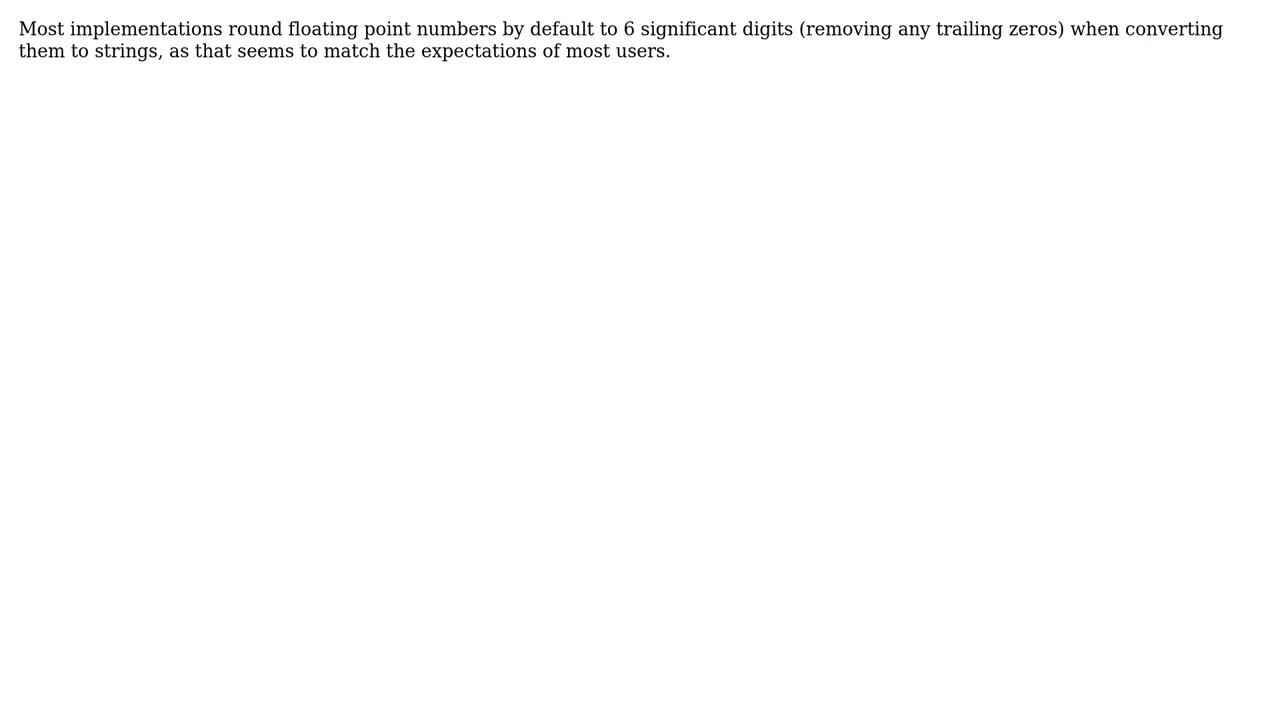 Most implementations round floating point numbers by default to 6 significant digits (removing any trailing zeros) when converting
them to strings, as that seems to match the expectations of most users.